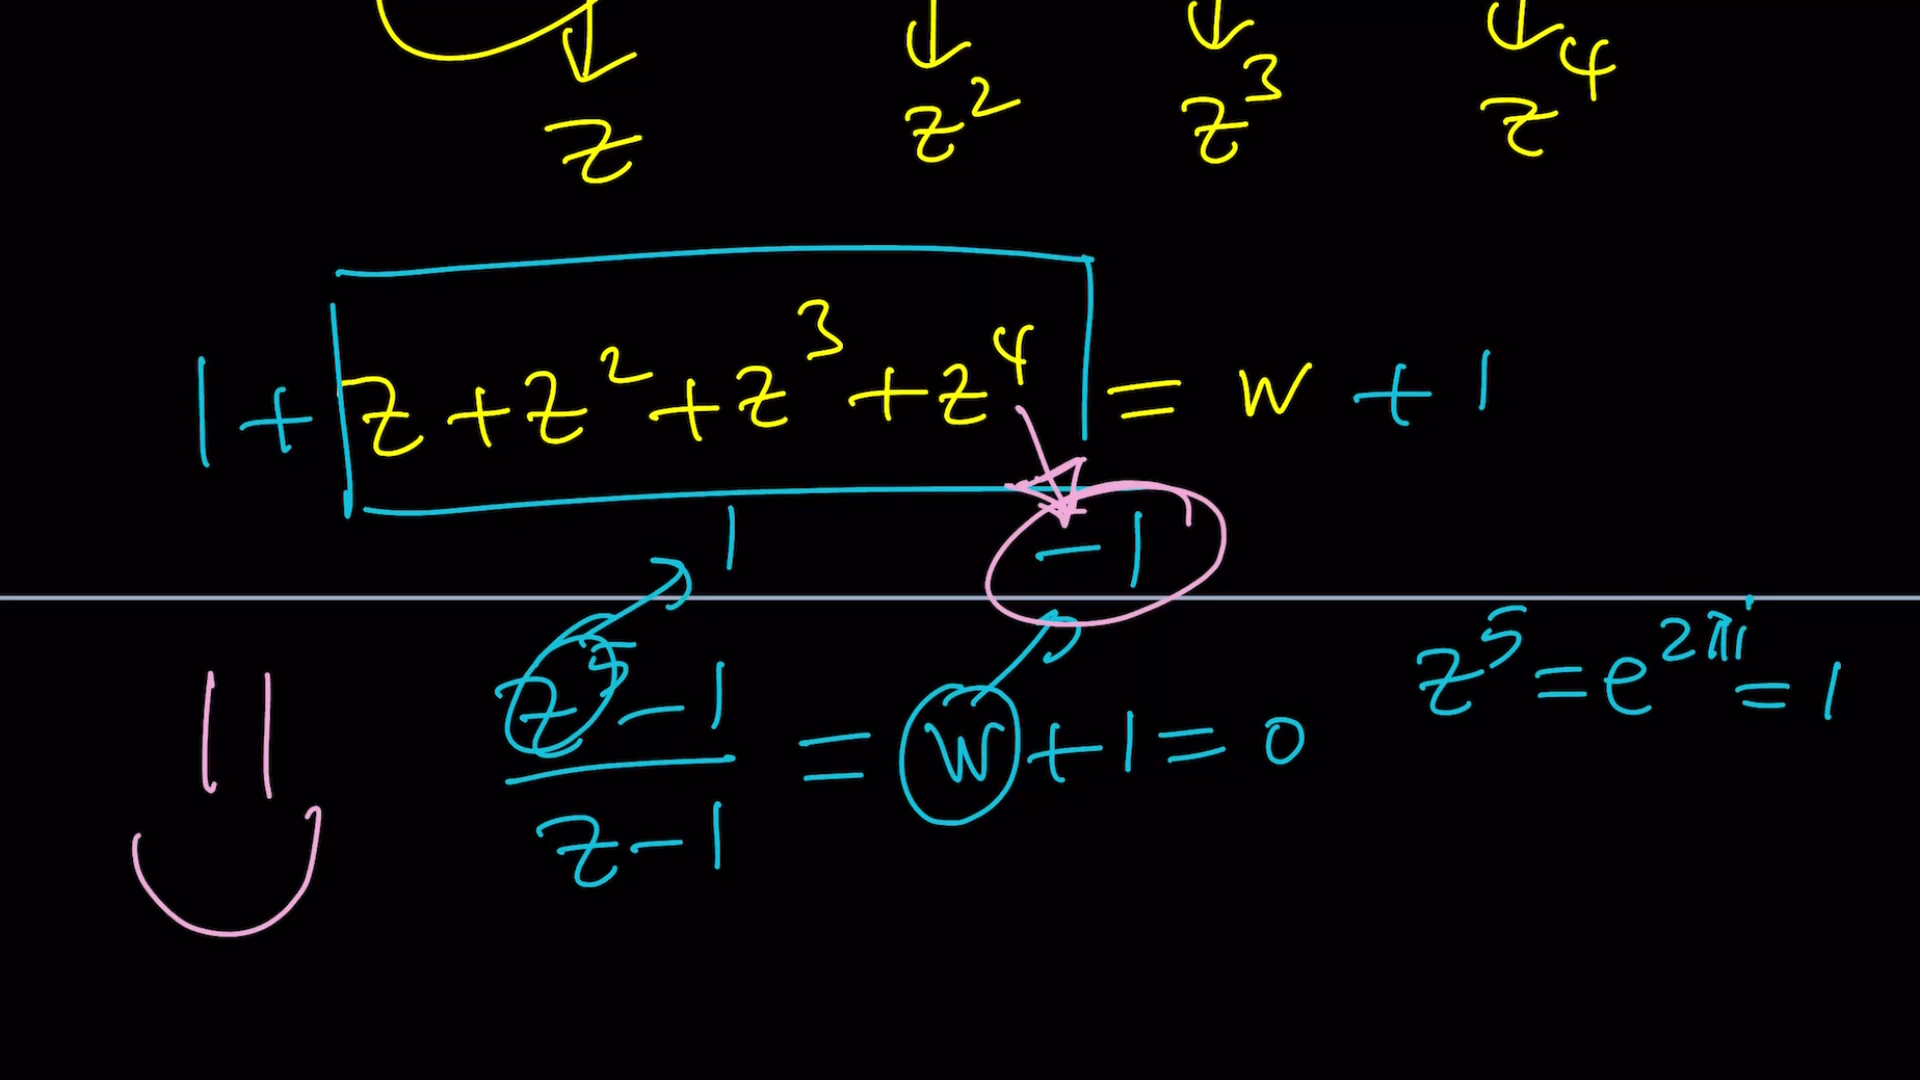 z z² z³ z⁴
1 + z + z² + z³ + z⁴ = w + 1
1 -1
z⁵ = e^{2πi} = 1
(z⁵ - 1)/(z - 1) = w + 1 = 0